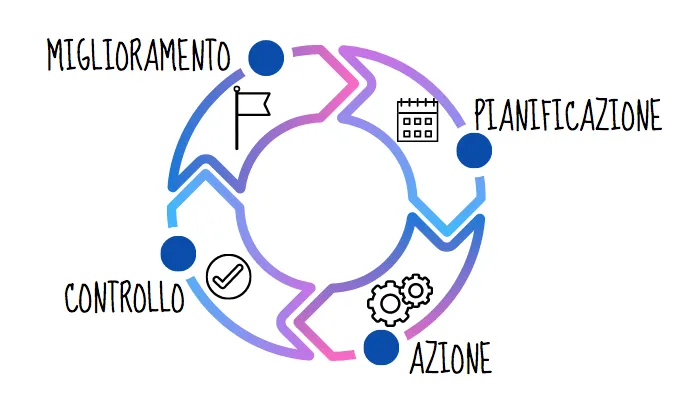 MIGLIORAMENTO
PIANIFICAZIONE
CONTROLLO
AZIONE